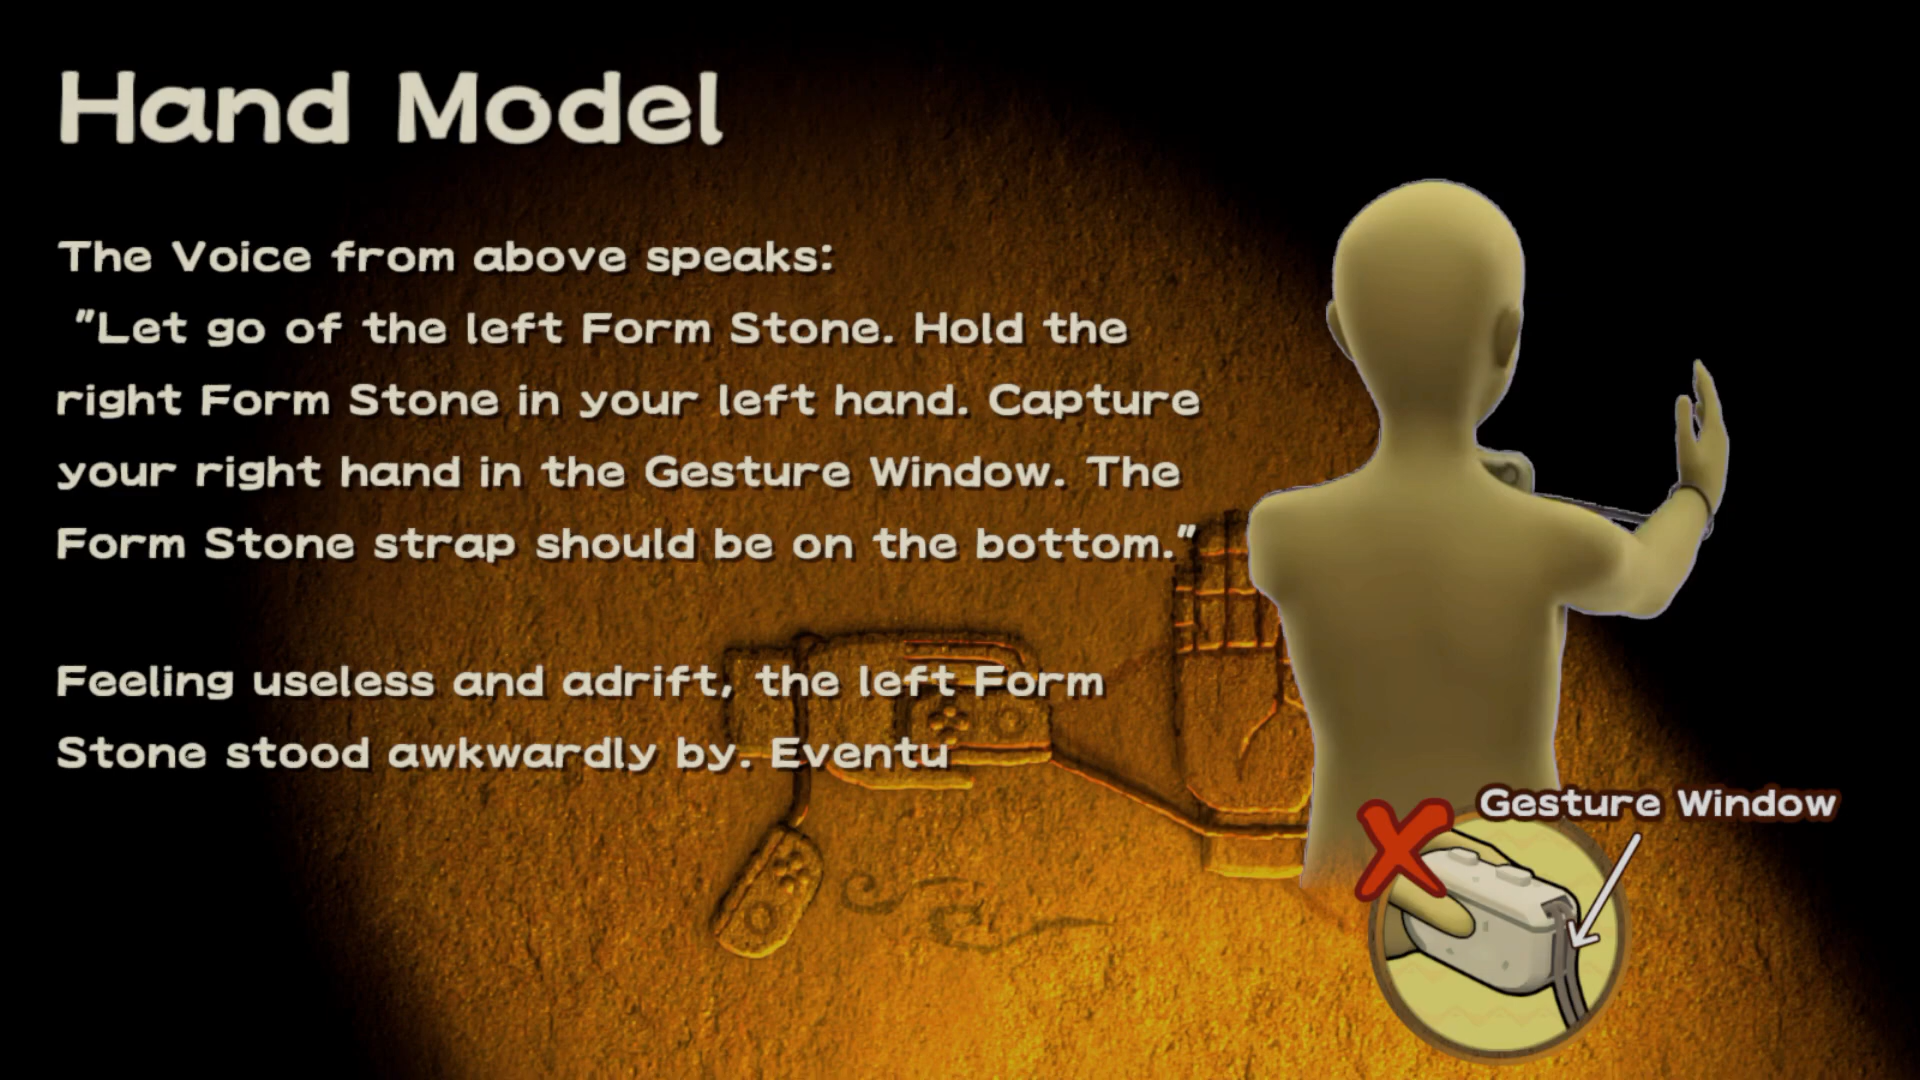 Hand Model
The Voice from above speaks:
"Let go of the left Form Stone. Hold the
right Form Stone in your left hand. Capture
your right hand in the Gesture Window. The
Form Stone strap should be on the bottom."
Feeling useless and adrift, the left Form
Stone stood awkwardly by. Eventu
Gesture Window